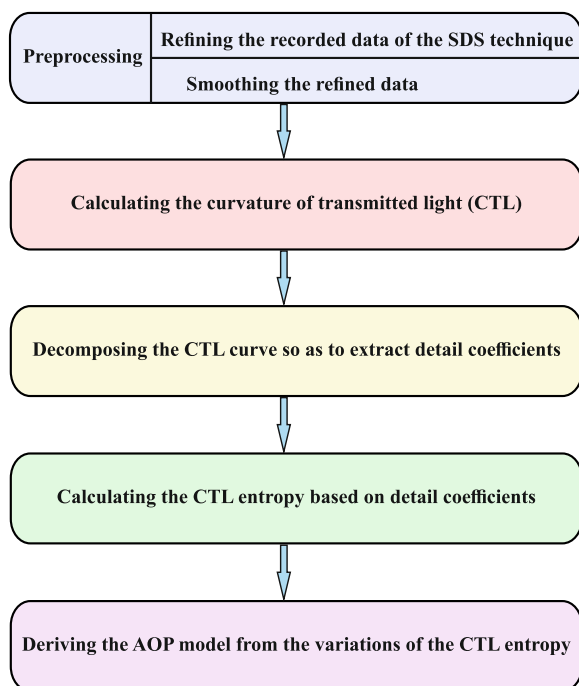 Preprocessing
Refining the recorded data of the SDS technique
Smoothing the refined data
Calculating the curvature of transmitted light (CTL)
Decomposing the CTL curve so as to extract detail coefficients
Calculating the CTL entropy based on detail coefficients
Deriving the AOP model from the variations of the CTL entropy